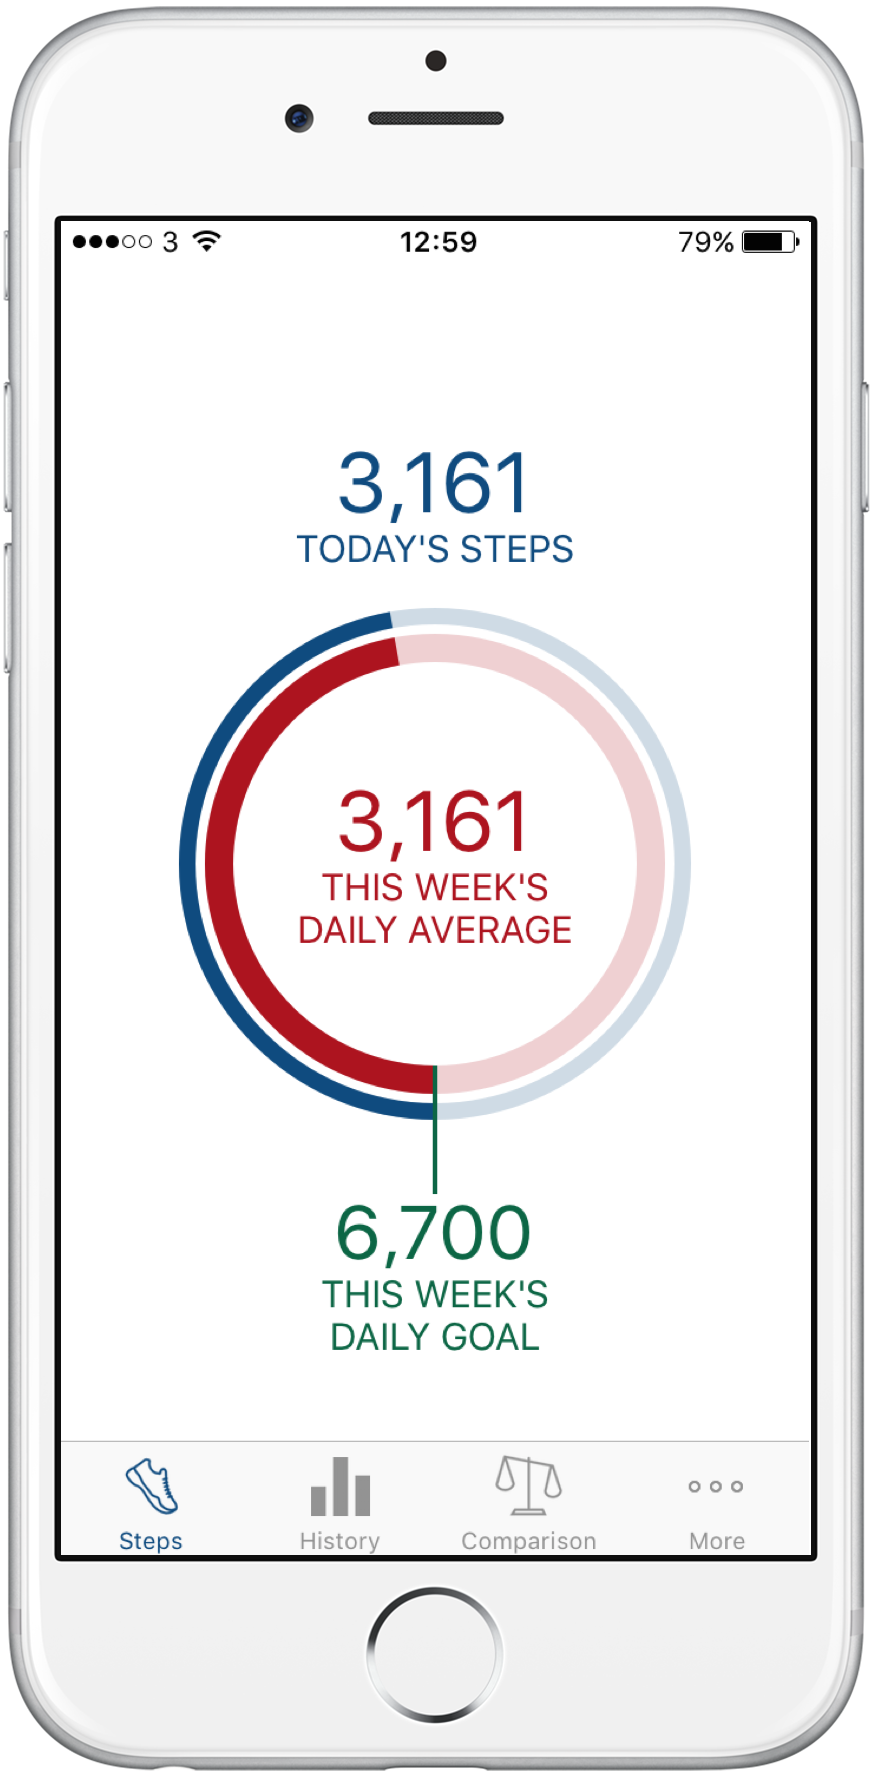 3 12:59 79%
3,161
TODAY'S STEPS
3,161
THIS WEEK'S
DAILY AVERAGE
6,700
THIS WEEK'S
DAILY GOAL
Steps History Comparison More